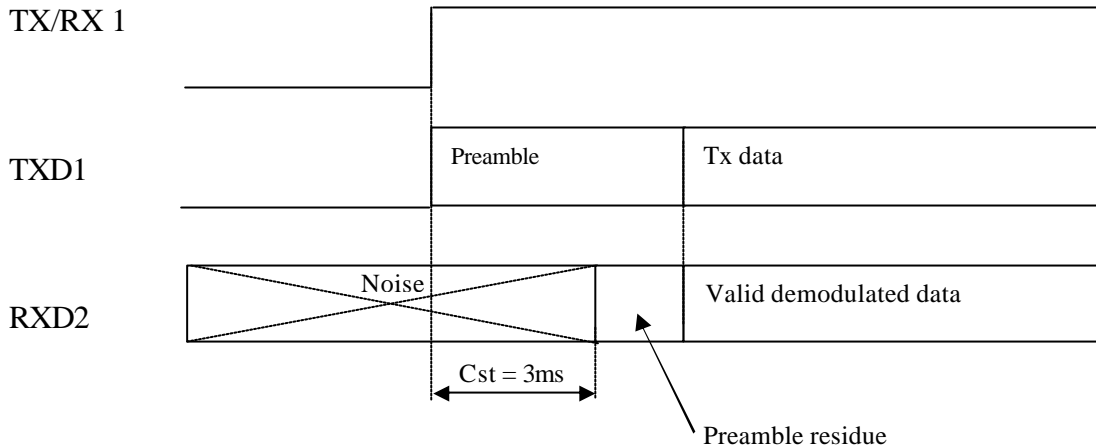 TX/RX 1
TXD1
Preamble
Tx data
RXD2
Noise
Valid demodulated data
Cst = 3ms
Preamble residue